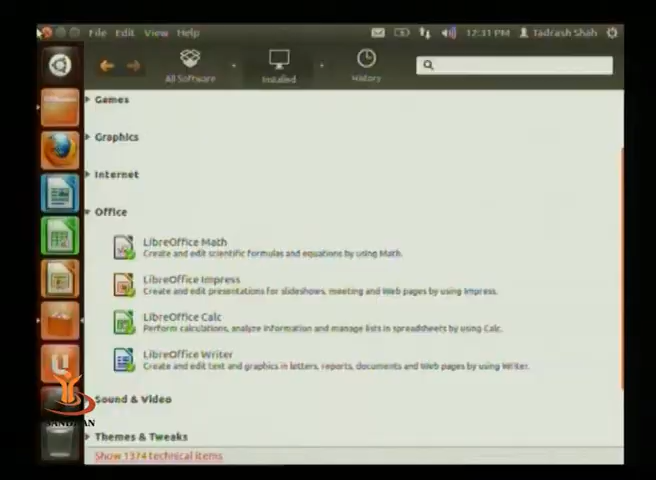 File Edit View Help 12:31 PM Tadrash Shah
All Software Installed History
Games
Graphics
Internet
Office
LibreOffice Math
Create and edit scientific formulas and equations by using Math.
LibreOffice Impress
Create and edit presentations for slideshows, meeting and Web pages by using Impress.
LibreOffice Calc
Perform calculations, analyze information and manage lists in spreadsheets by using Calc.
LibreOffice Writer
Create and edit text and graphics in letters, reports, documents and Web pages by using Writer.
Sound & Video
Themes & Tweaks
Show 1374 technical items